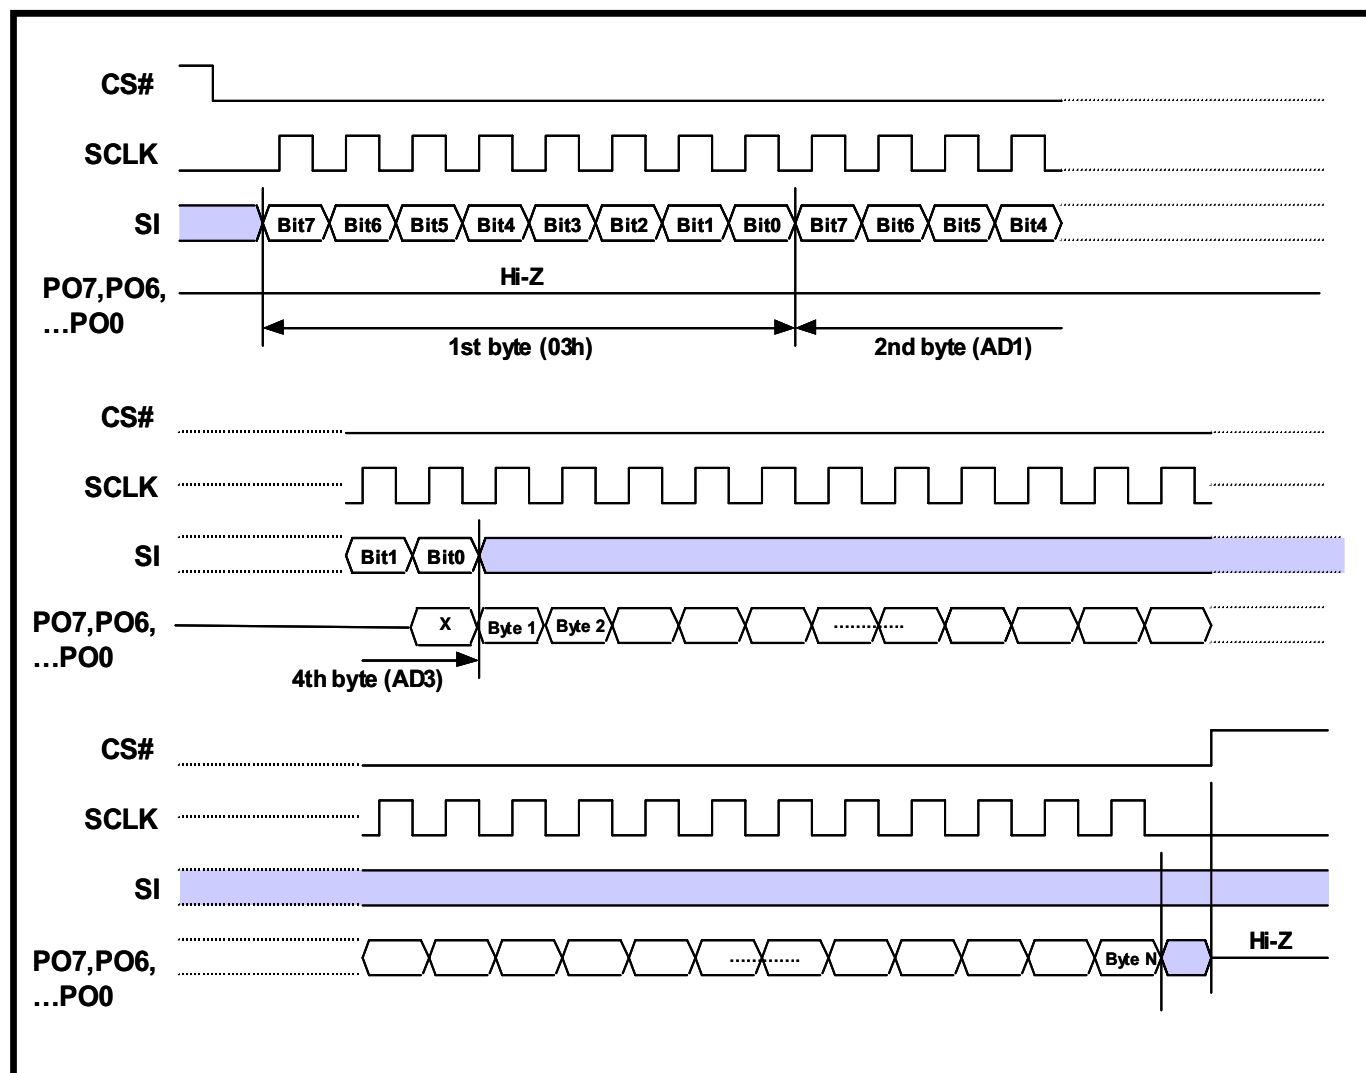 CS#
SCLK
SI Bit7 Bit6 Bit5 Bit4 Bit3 Bit2 Bit1 Bit0 Bit7 Bit6 Bit5 Bit4
Hi-Z
PO7,PO6,
...PO0
1st byte (03h) 2nd byte (AD1)
CS#
SCLK
SI Bit1 Bit0
PO7,PO6, X Byte 1 Byte 2 ..............
...PO0
4th byte (AD3)
CS#
SCLK
SI
Hi-Z
PO7,PO6, .............. Byte N
...PO0